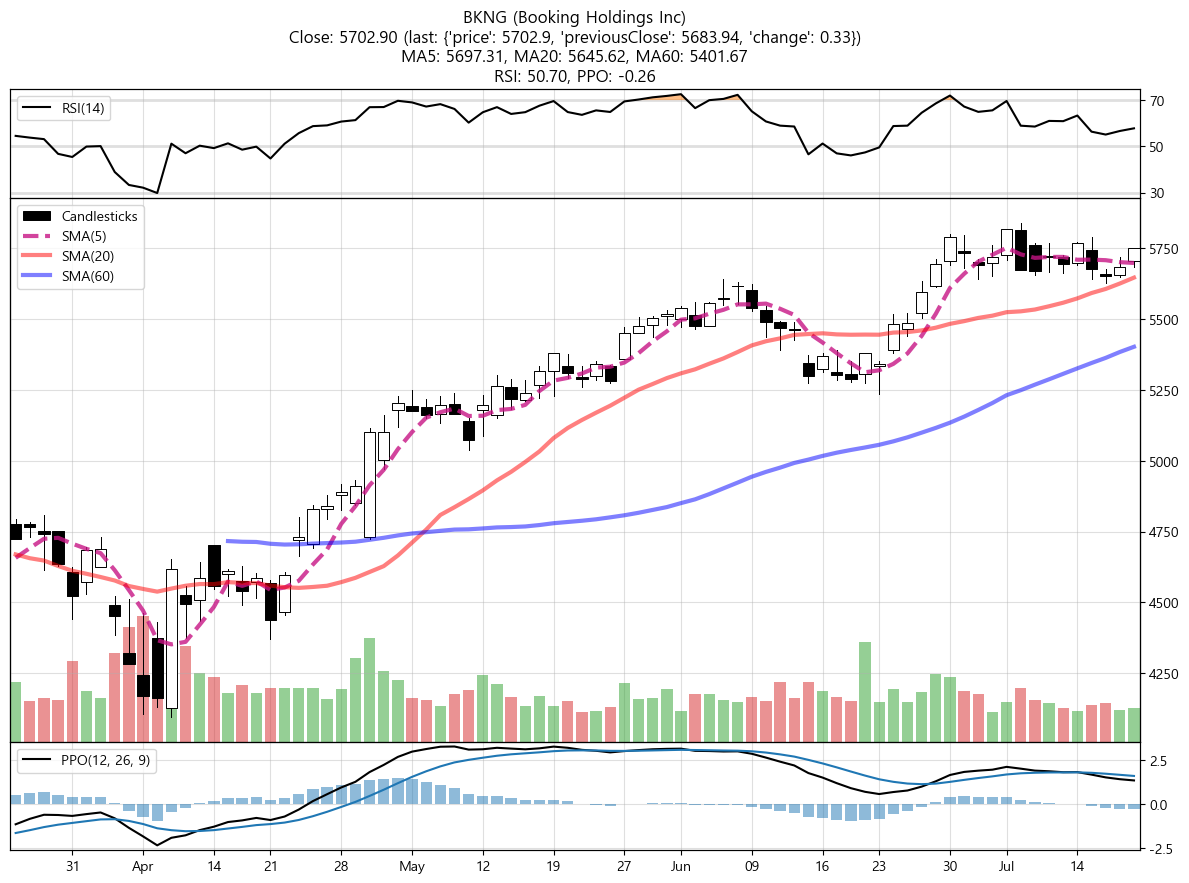 BKNG (Booking Holdings Inc)
Close: 5702.90 (last: {'price': 5702.9, 'previousClose': 5683.94, 'change': 0.33})
MA5: 5697.31, MA20: 5645.62, MA60: 5401.67
RSI: 50.70, PPO: -0.26
RSI(14)
70
50
30
Candlesticks
SMA(5)
SMA(20)
SMA(60)
5750
5500
5250
5000
4750
4500
4250
PPO(12, 26, 9)
2.5
0.0
-2.5
31 Apr 14 21 28 May 12 19 27 Jun 09 16 23 30 Jul 14